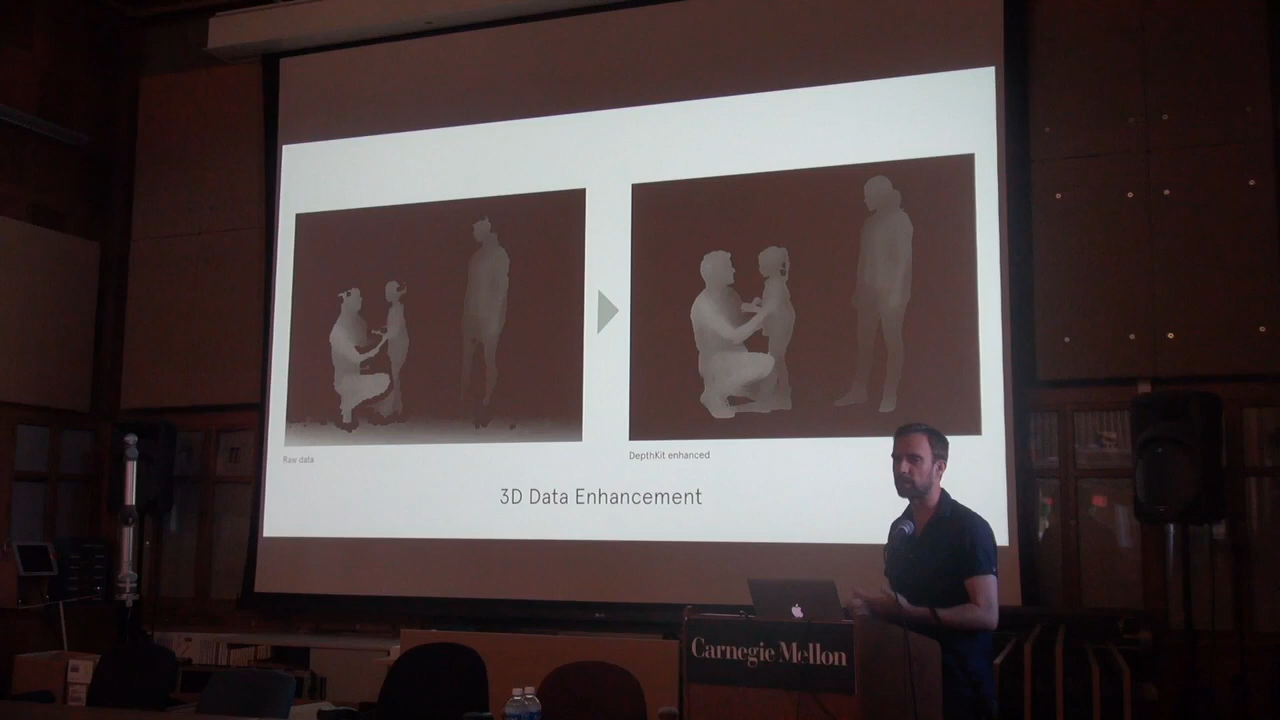 Raw data
DepthKit enhanced
3D Data Enhancement
Carnegie Mellon